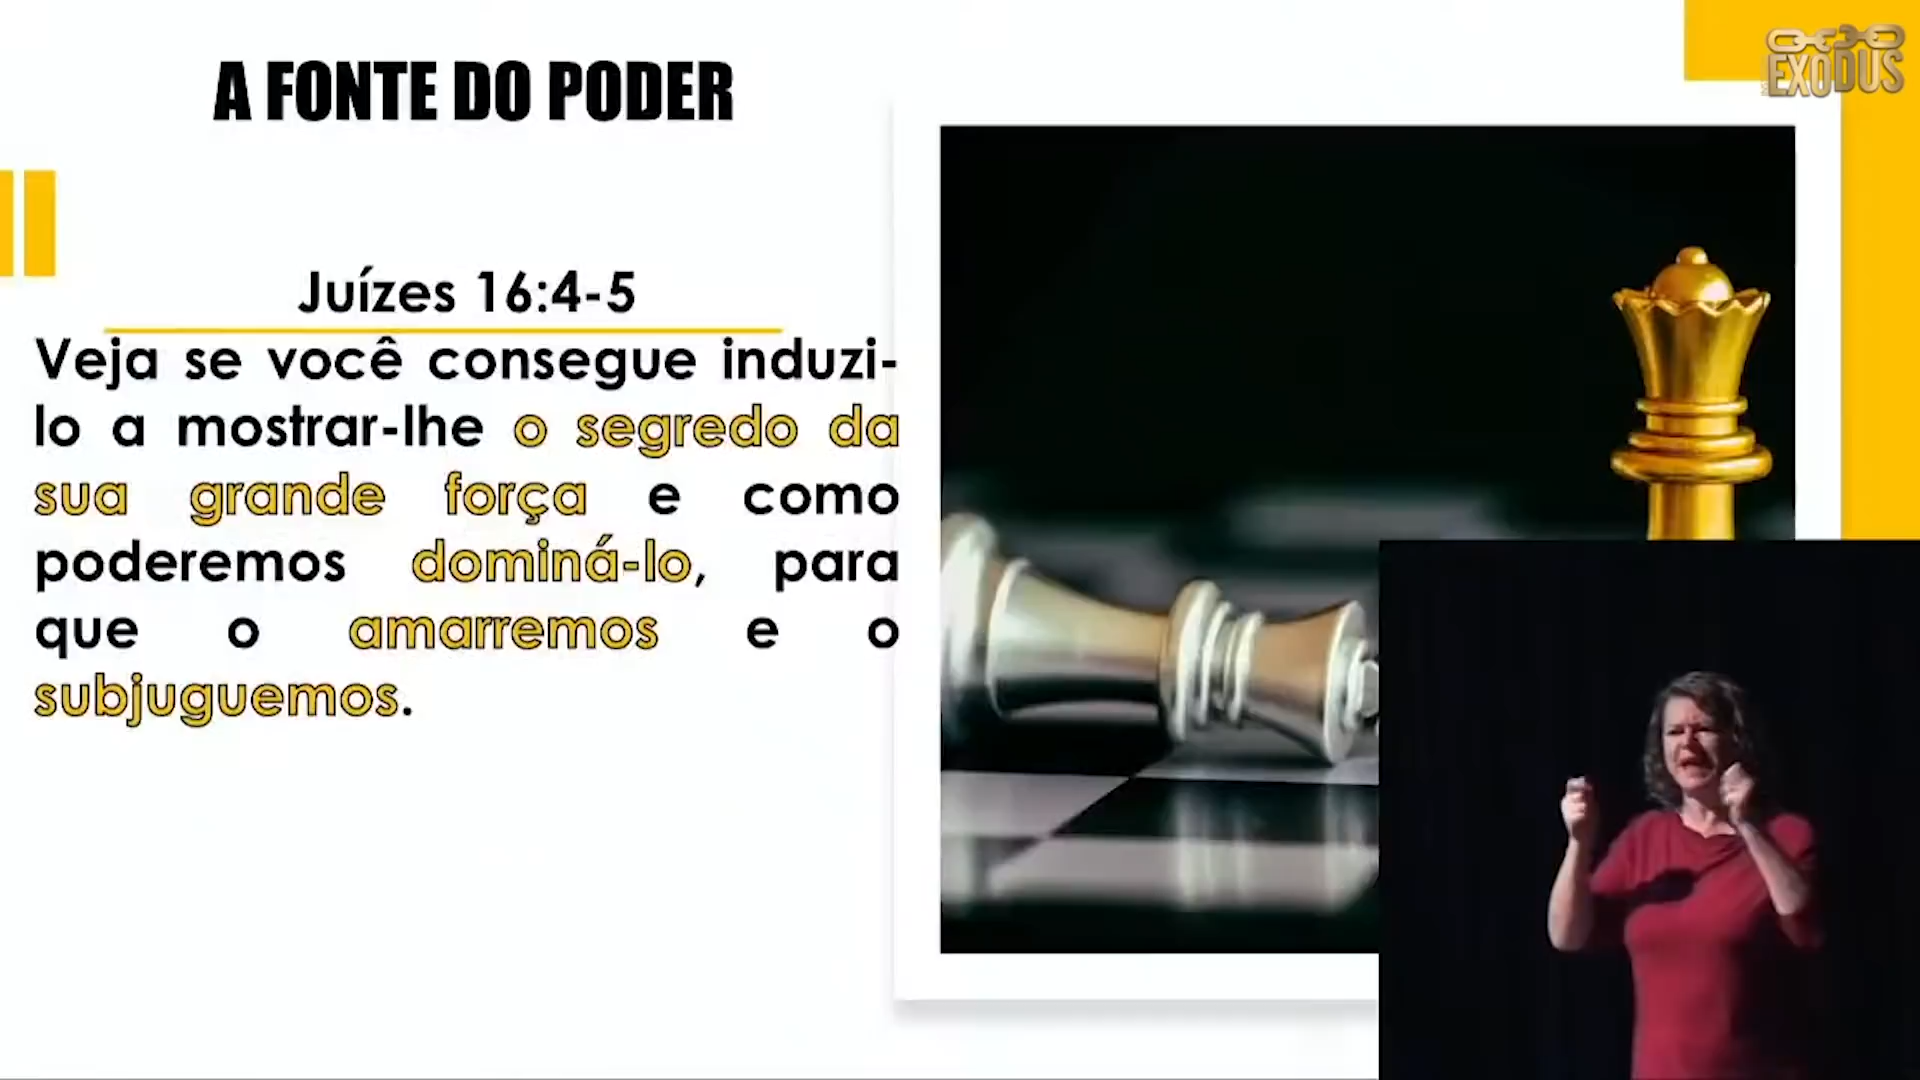 A FONTE DO PODER
EXODUS
Juízes 16:4-5
Veja se você consegue induzi-
lo a mostrar-lhe o segredo da
sua grande força e como
poderemos dominá-lo, para
que o amarremos e o
subjuguemos.